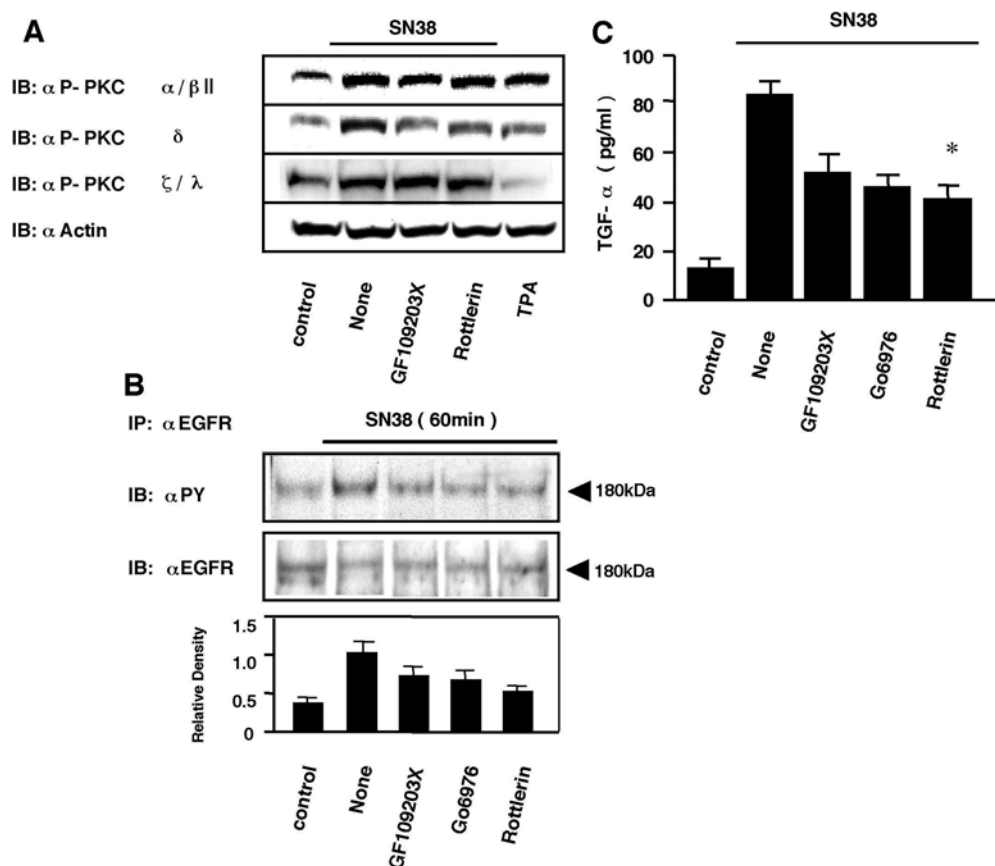 A
SN38
IB: α P- PKC α / β II
IB: α P- PKC δ
IB: α P- PKC ζ / λ
IB: α Actin
control
None
GF109203X
Rottlerin
TPA
B
IP: α EGFR
SN38 ( 60min )
IB: α PY
180kDa
IB: αEGFR
180kDa
Relative Density
1.5
1.0
0.5
0
control
None
GF109203X
Go6976
Rottlerin
C
SN38
TGF- α ( pg/ml )
100
80
60
40
20
0
*
control
None
GF109203X
Go6976
Rottlerin